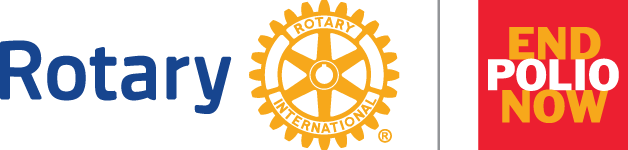 Rotary
ROTARY
INTERNATIONAL
®
END
POLIO
NOW